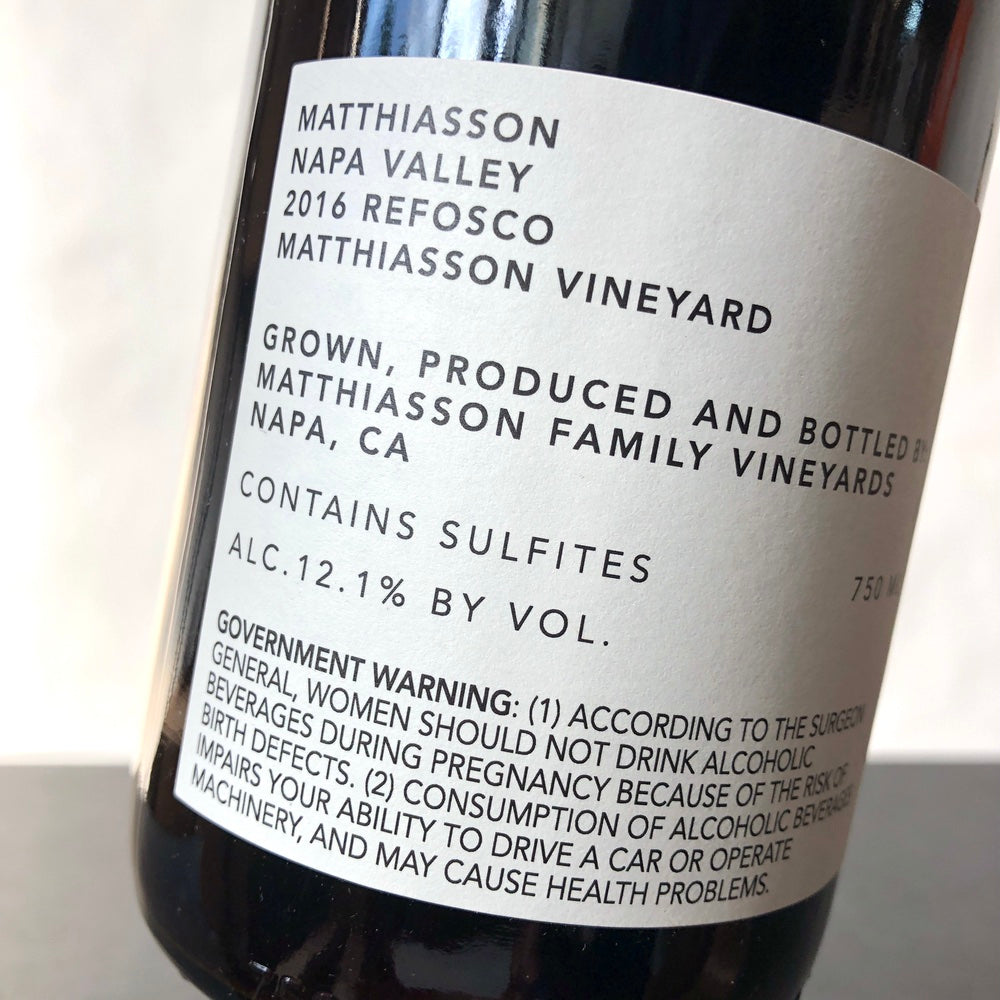 MATTHIASSON
NAPA VALLEY
2016 REFOSCO
MATTHIASSON VINEYARD
GROWN, PRODUCED AND BOTTLED BY:
MATTHIASSON FAMILY VINEYARDS
NAPA, CA
CONTAINS SULFITES
750 ML
ALC.12.1% BY VOL.
GOVERNMENT WARNING: (1) ACCORDING TO THE SURGEON
GENERAL, WOMEN SHOULD NOT DRINK ALCOHOLIC
BEVERAGES DURING PREGNANCY BECAUSE OF THE RISK OF
BIRTH DEFECTS. (2) CONSUMPTION OF ALCOHOLIC BEVERAGES
IMPAIRS YOUR ABILITY TO DRIVE A CAR OR OPERATE
MACHINERY, AND MAY CAUSE HEALTH PROBLEMS.